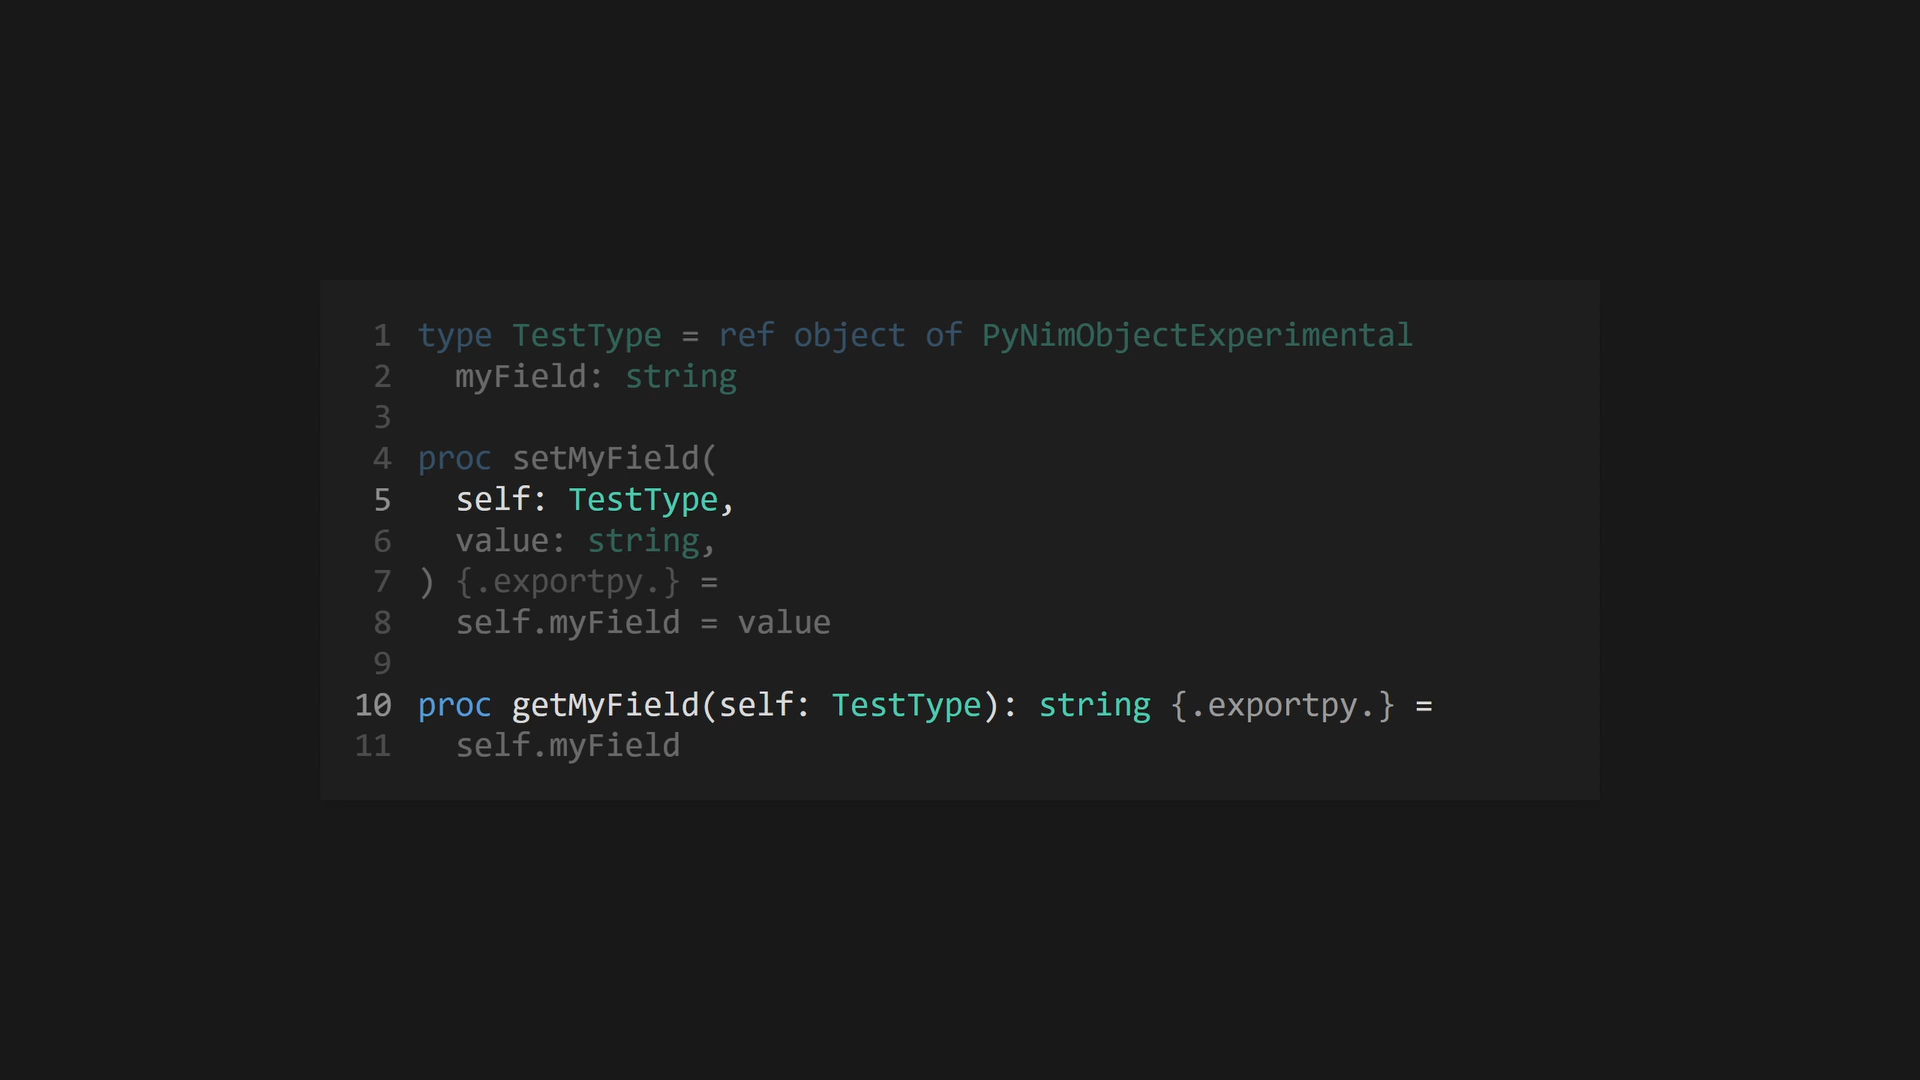 1 type TestType = ref object of PyNimObjectExperimental
2   myField: string
3
4 proc setMyField(
5   self: TestType,
6   value: string,
7 ) {.exportpy.} =
8   self.myField = value
9
10 proc getMyField(self: TestType): string {.exportpy.} =
11   self.myField